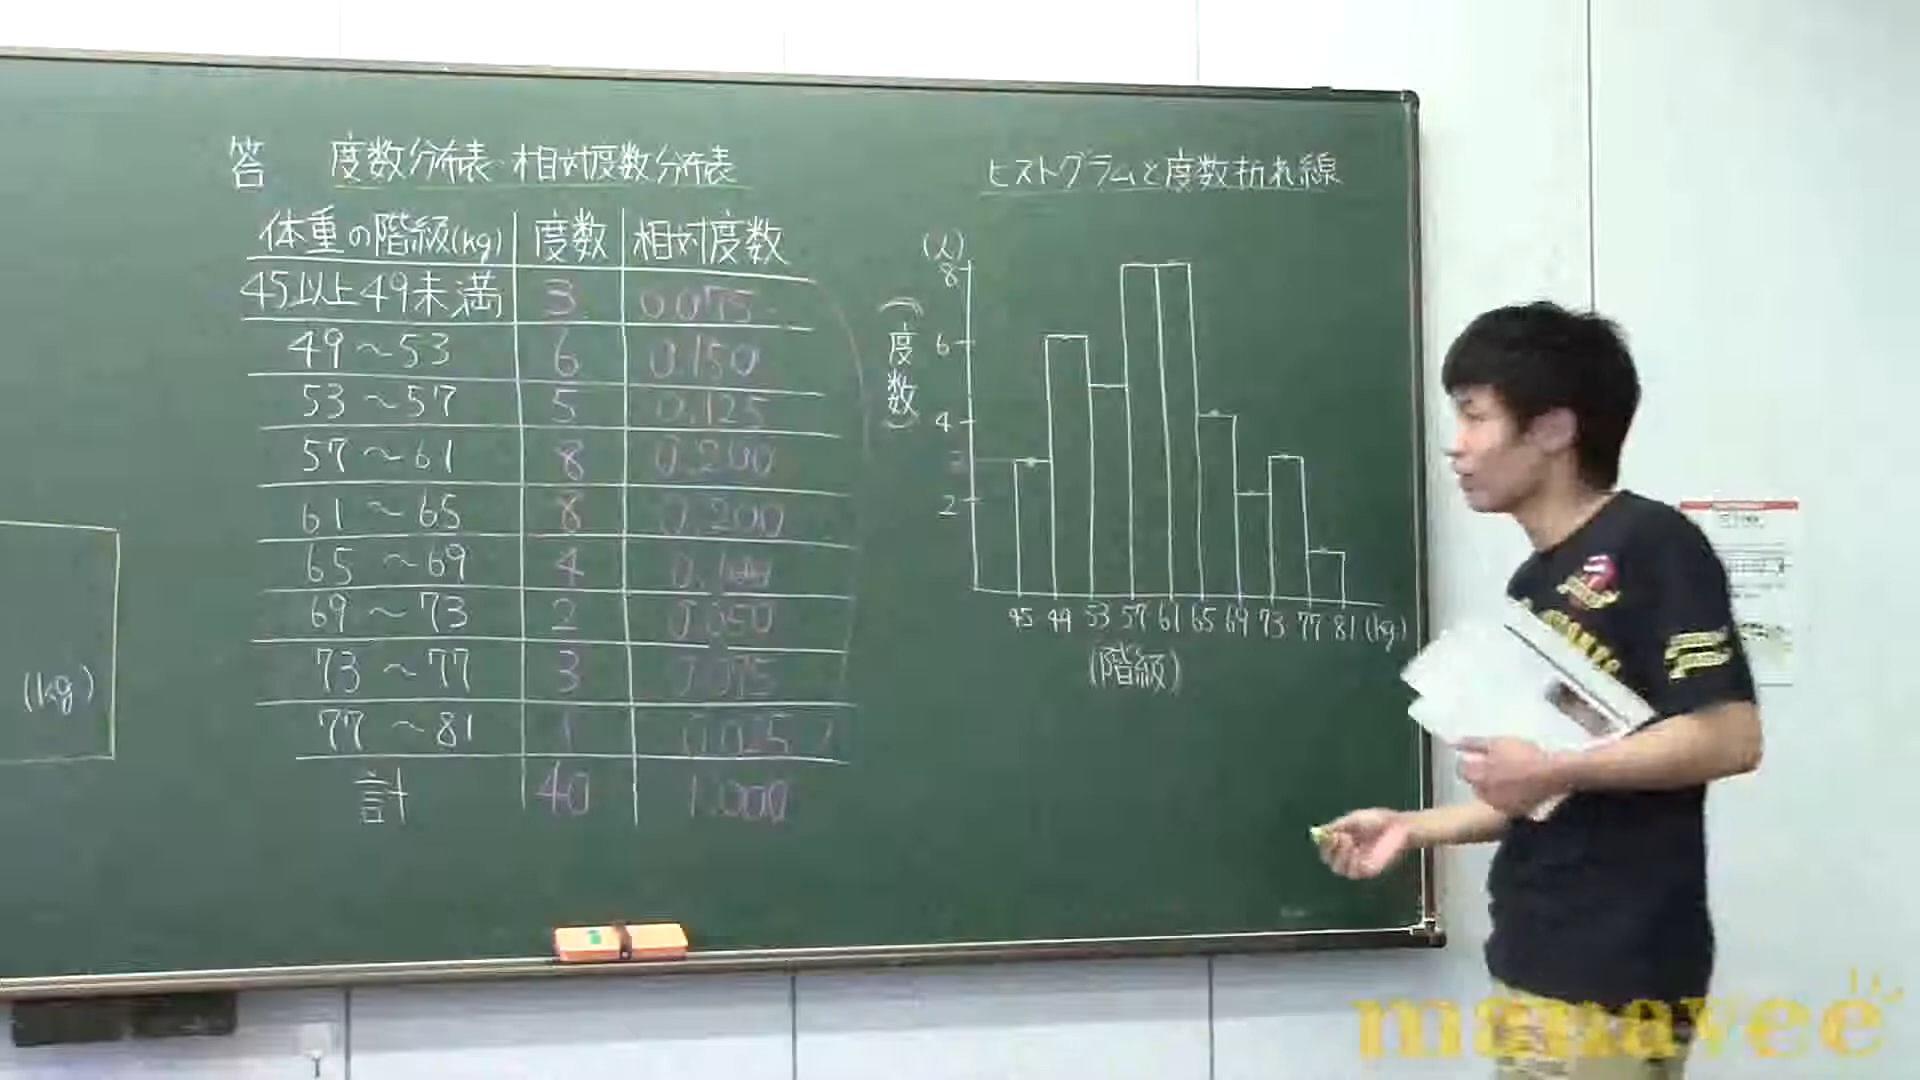 答 度数分布表・相対度数分布表
体重の階級(kg) 度数 相対度数
45以上49未満 3 0.075
49～53 6 0.150
53～57 5 0.125
57～61 8 0.200
61～65 8 0.200
65～69 4 0.100
69～73 2 0.050
73～77 3 0.075
77～81 1 0.025
計 40 1.000
(kg)
ヒストグラムと度数折れ線
(人)
8
6
4
3
2
(度数)
45 49 53 57 61 65 69 73 77 81 (kg)
(階級)
manavee